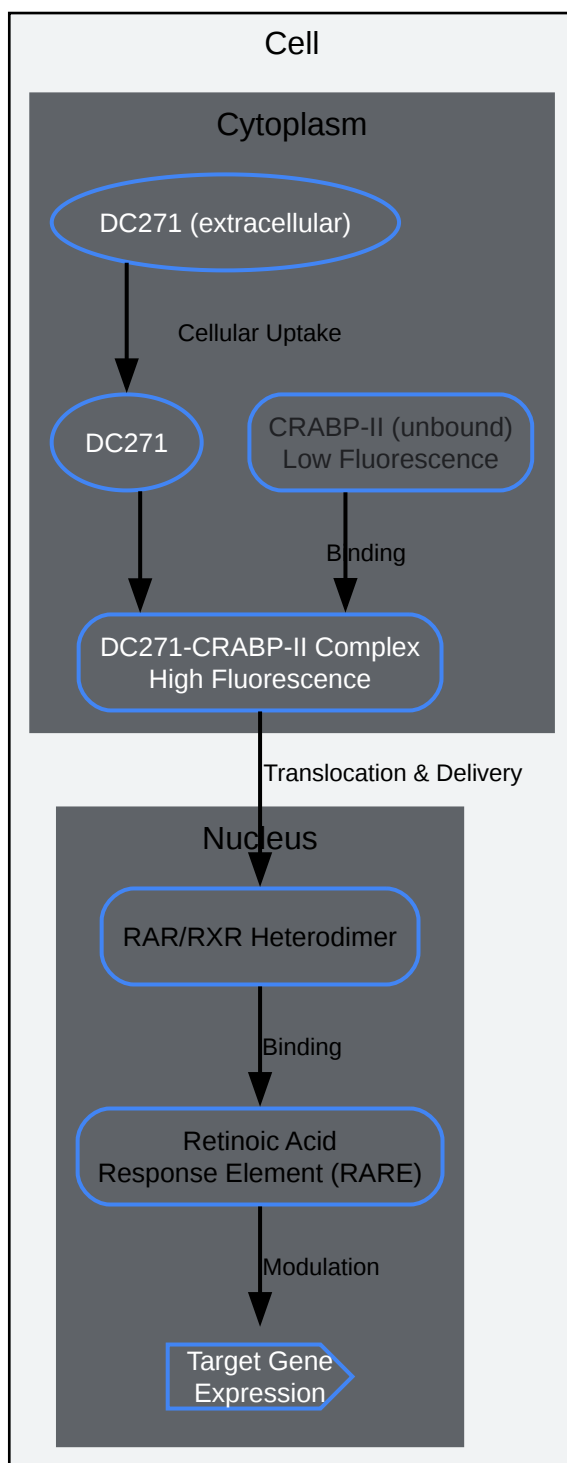 Cell
Cytoplasm
DC271 (extracellular)
Cellular Uptake
DC271
CRABP-II (unbound)
Low Fluorescence
Binding
DC271-CRABP-II Complex
High Fluorescence
Translocation & Delivery
Nucleus
RAR/RXR Heterodimer
Binding
Retinoic Acid
Response Element (RARE)
Modulation
Target Gene
Expression